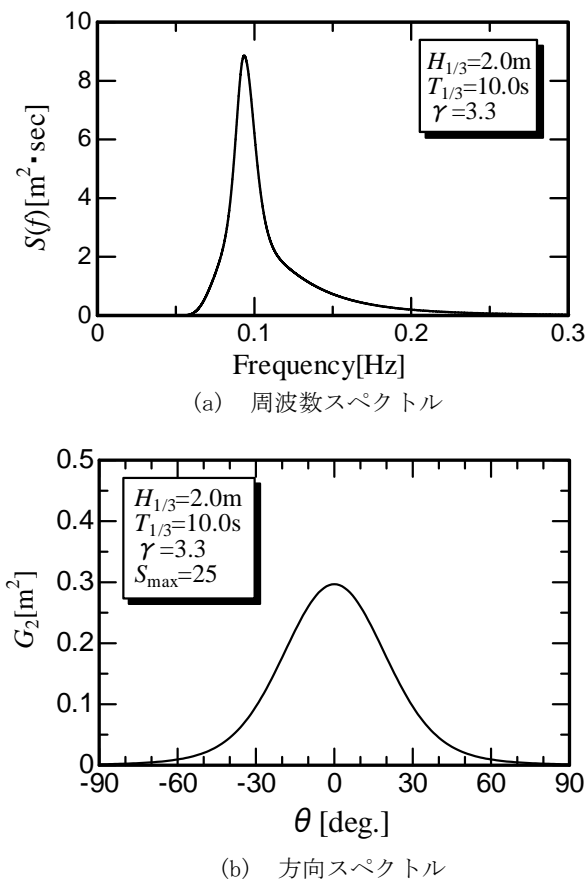 10
8
6
4
2
0
S(f)[m²・sec]
H1/3=2.0m
T1/3=10.0s
γ=3.3
0 0.1 0.2 0.3
Frequency[Hz]
(a) 周波数スペクトル
0.5
0.4
0.3
0.2
0.1
0
G2[m²]
H1/3=2.0m
T1/3=10.0s
γ=3.3
Smax=25
-90 -60 -30 0 30 60 90
θ [deg.]
(b) 方向スペクトル